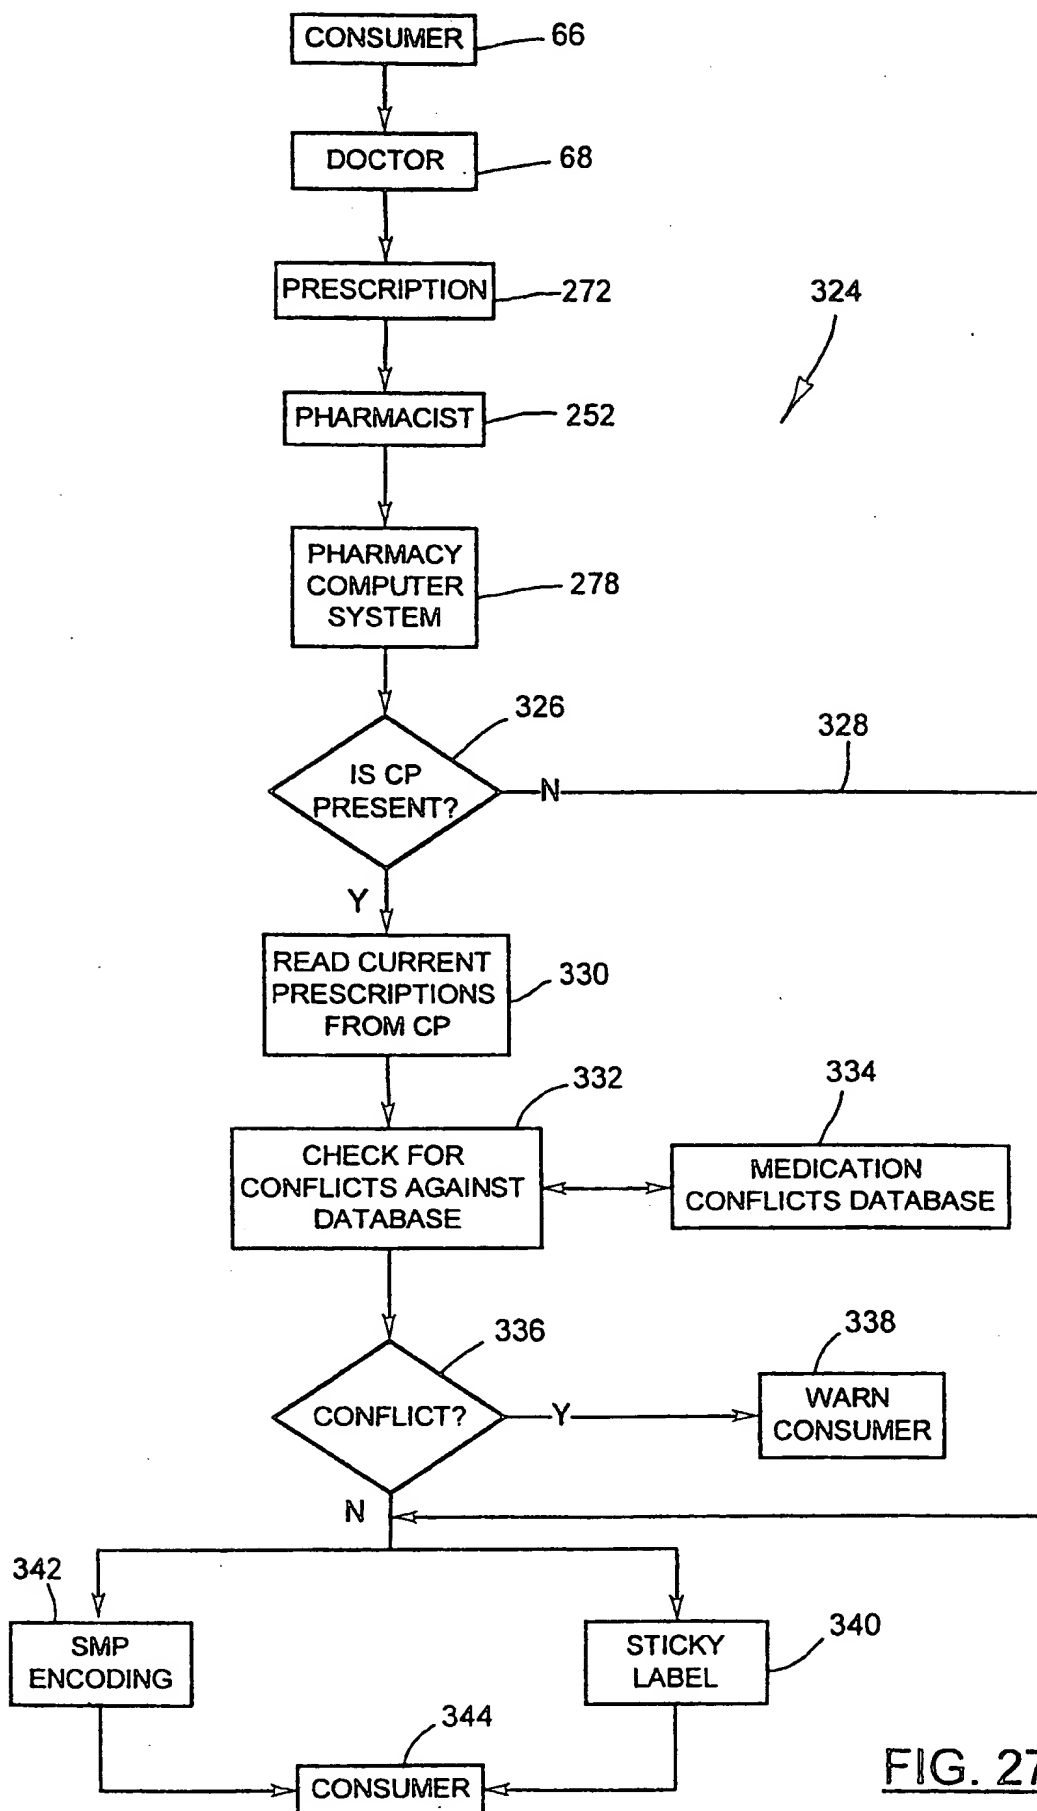 CONSUMER
66
DOCTOR
68
PRESCRIPTION
272
324
PHARMACIST
252
PHARMACY
COMPUTER
SYSTEM
278
326
328
IS CP
PRESENT?
N
Y
READ CURRENT
PRESCRIPTIONS
FROM CP
330
332
334
CHECK FOR
CONFLICTS AGAINST
DATABASE
MEDICATION
CONFLICTS DATABASE
336
338
CONFLICT?
Y
WARN
CONSUMER
N
342
SMP
ENCODING
STICKY
LABEL
340
344
CONSUMER
FIG. 27